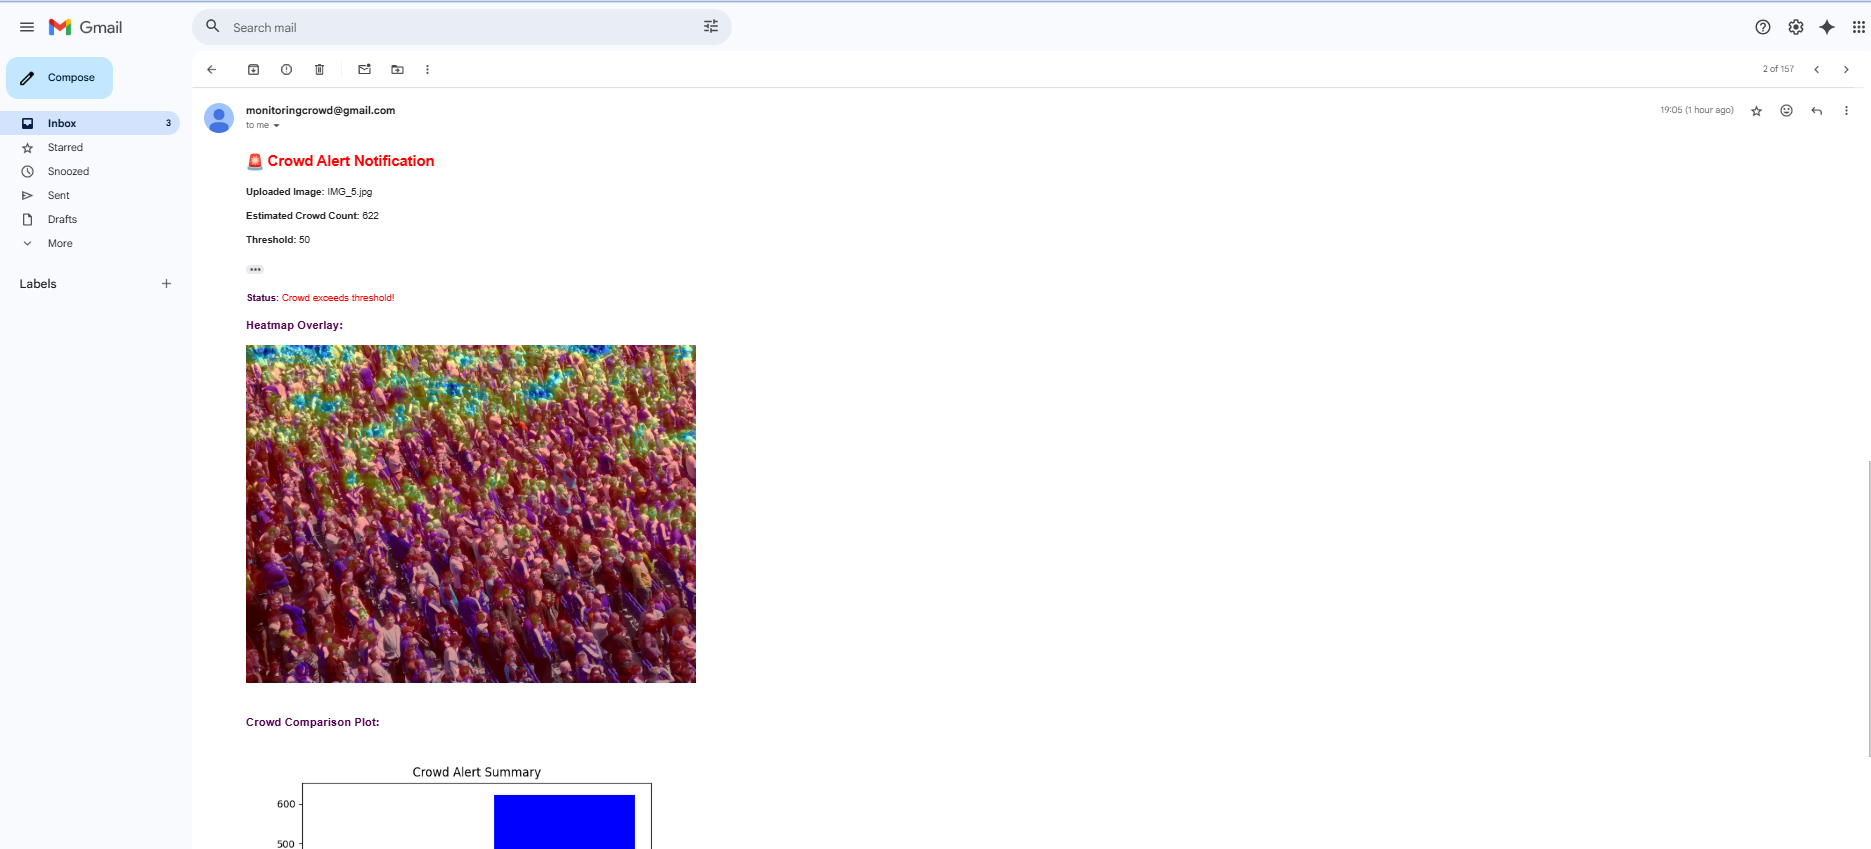 Gmail
Search mail
Compose
2 of 157
Inbox 3
Starred
Snoozed
Sent
Drafts
More
Labels
monitoringcrowd@gmail.com
19:05 (1 hour ago)
to me
Crowd Alert Notification
Uploaded Image: IMG_5.jpg
Estimated Crowd Count: 622
Threshold: 50
Status: Crowd exceeds threshold!
Heatmap Overlay:
Crowd Comparison Plot:
Crowd Alert Summary
600
500